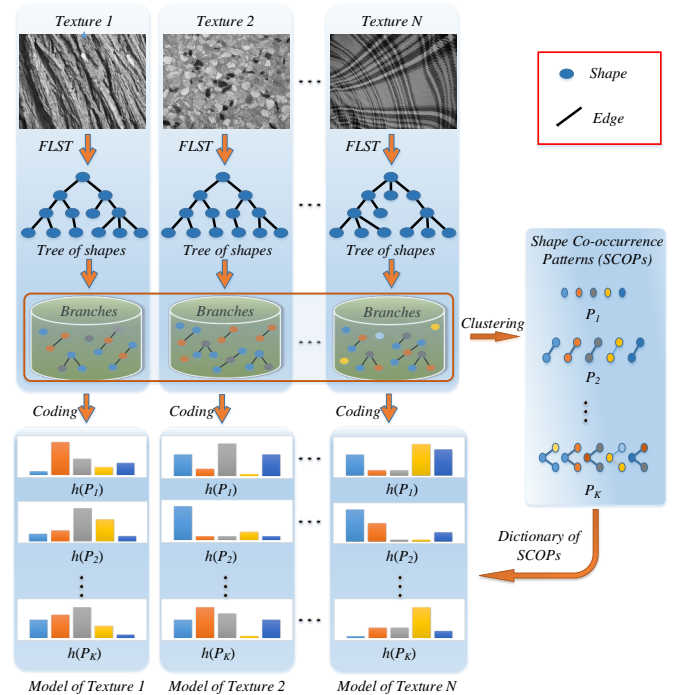 Texture 1
Texture 2
Texture N
Shape
Edge
FLST
FLST
FLST
Tree of shapes
Tree of shapes
Tree of shapes
Shape Co-occurrence
Patterns (SCOPs)
Branches
Branches
Branches
Clustering
P1
P2
PK
Coding
Coding
Coding
h(P1)
h(P1)
h(P1)
h(P2)
h(P2)
h(P2)
Dictionary of
SCOPs
h(PK)
h(PK)
h(PK)
Model of Texture 1
Model of Texture 2
Model of Texture N